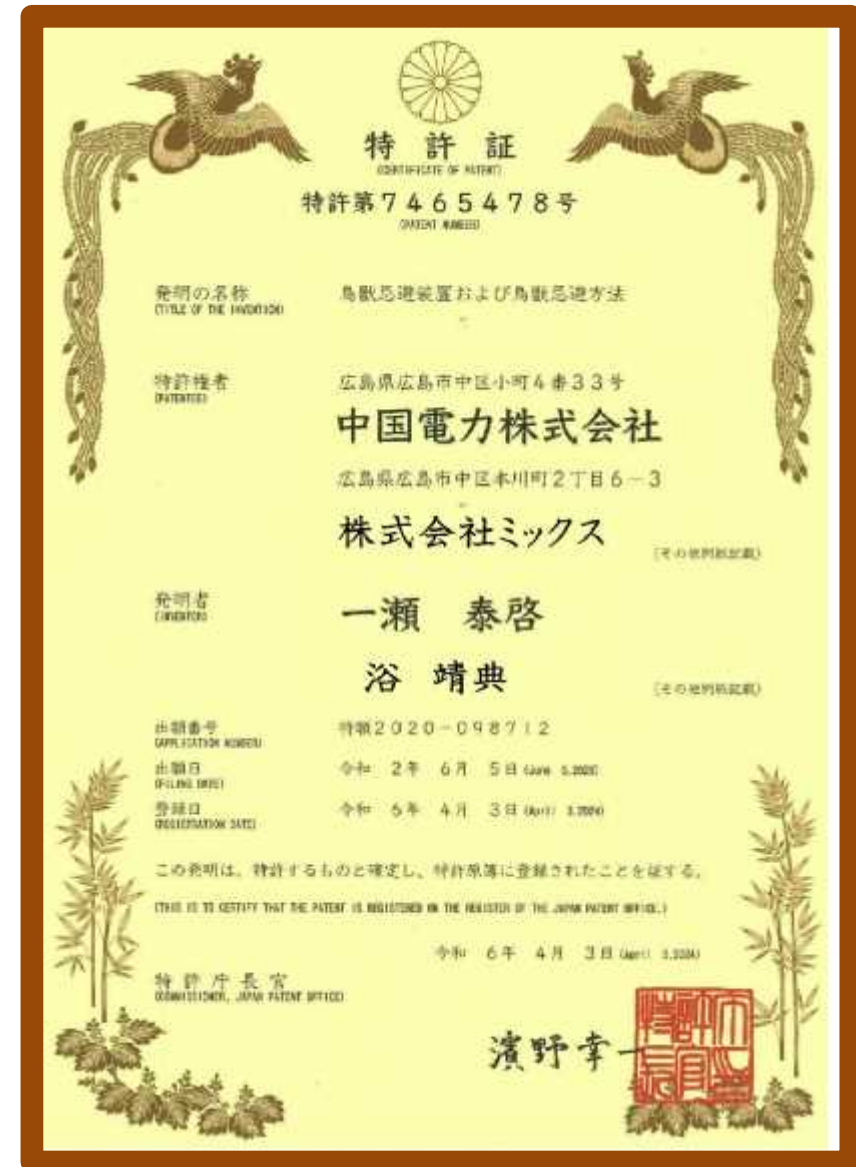 特許証
(CERTIFICATE OF PATENT)
特許第7465478号
(PATENT NUMBER)
発明の名称
(TITLE OF THE INVENTION)
鳥獣忌避装置および鳥獣忌避方法
特許権者
(PATENTEE)
広島県広島市中区小町4番33号
中国電力株式会社
広島県広島市中区本川町2丁目6-3
株式会社ミックス
(その他別紙記載)
発明者
(INVENTOR)
一瀬 泰啓
浴 靖典
(その他別紙記載)
出願番号
(APPLICATION NUMBER)
特願2020-098712
出願日
(FILING DATE)
令和 2年 6月 5日(June 5,2020)
登録日
(REGISTRATION DATE)
令和 6年 4月 3日(April 3,2024)
この発明は、特許するものと確定し、特許原簿に登録されたことを証する。
(THIS IS TO CERTIFY THAT THE PATENT IS REGISTERED ON THE REGISTER OF THE JAPAN PATENT OFFICE.)
令和 6年 4月 3日(April 3,2024)
特許庁長官
(COMMISSIONER, JAPAN PATENT OFFICE)
濱野幸一